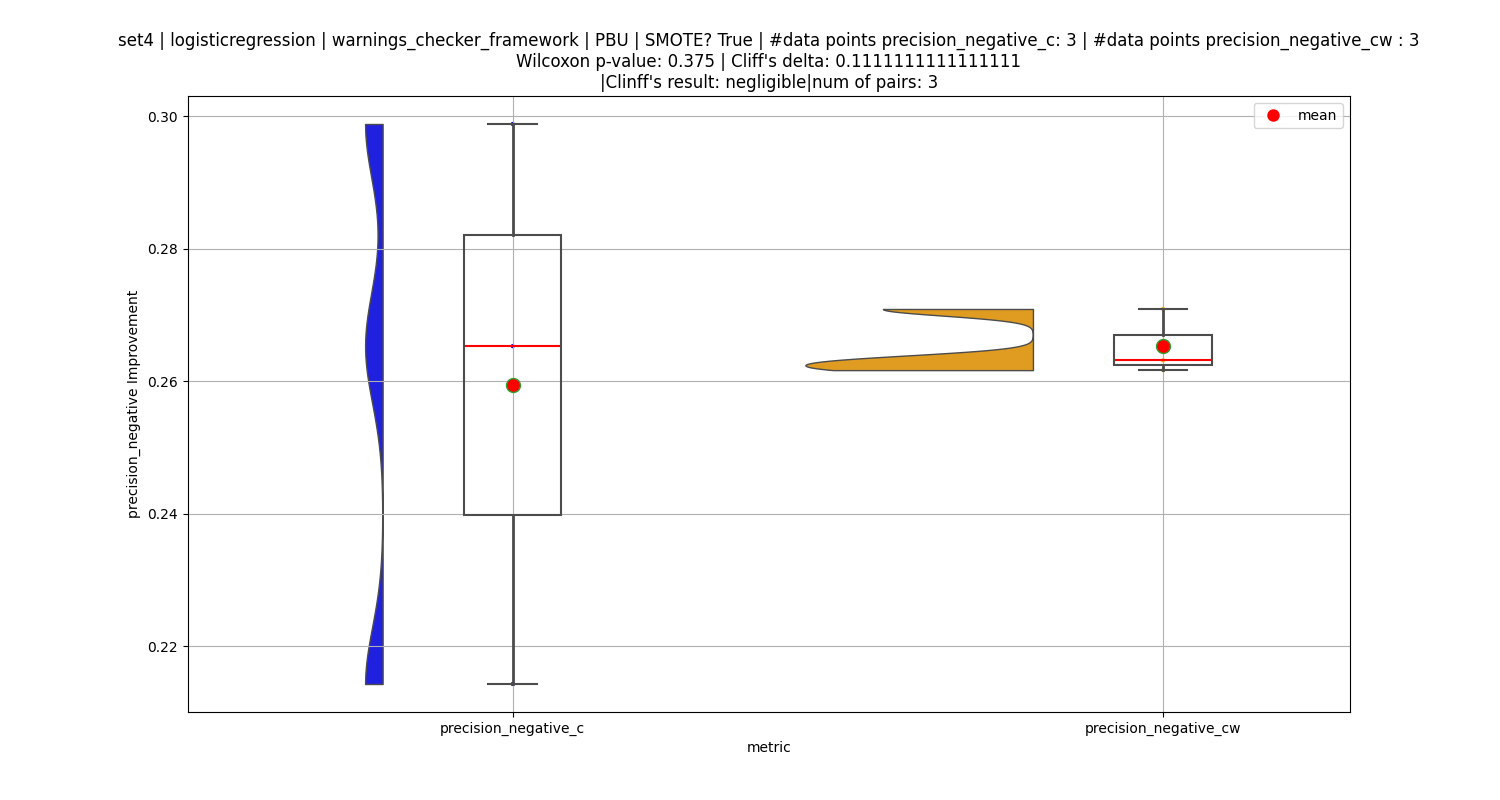 set4 | logisticregression | warnings_checker_framework | PBU | SMOTE? True | #data points precision_negative_c: 3 | #data points precision_negative_cw : 3
Wilcoxon p-value: 0.375 | Cliff's delta: 0.1111111111111111
|Clinff's result: negligible|num of pairs: 3
mean
0.30
0.28
0.26
0.24
0.22
precision_negative Improvement
precision_negative_c
precision_negative_cw
metric